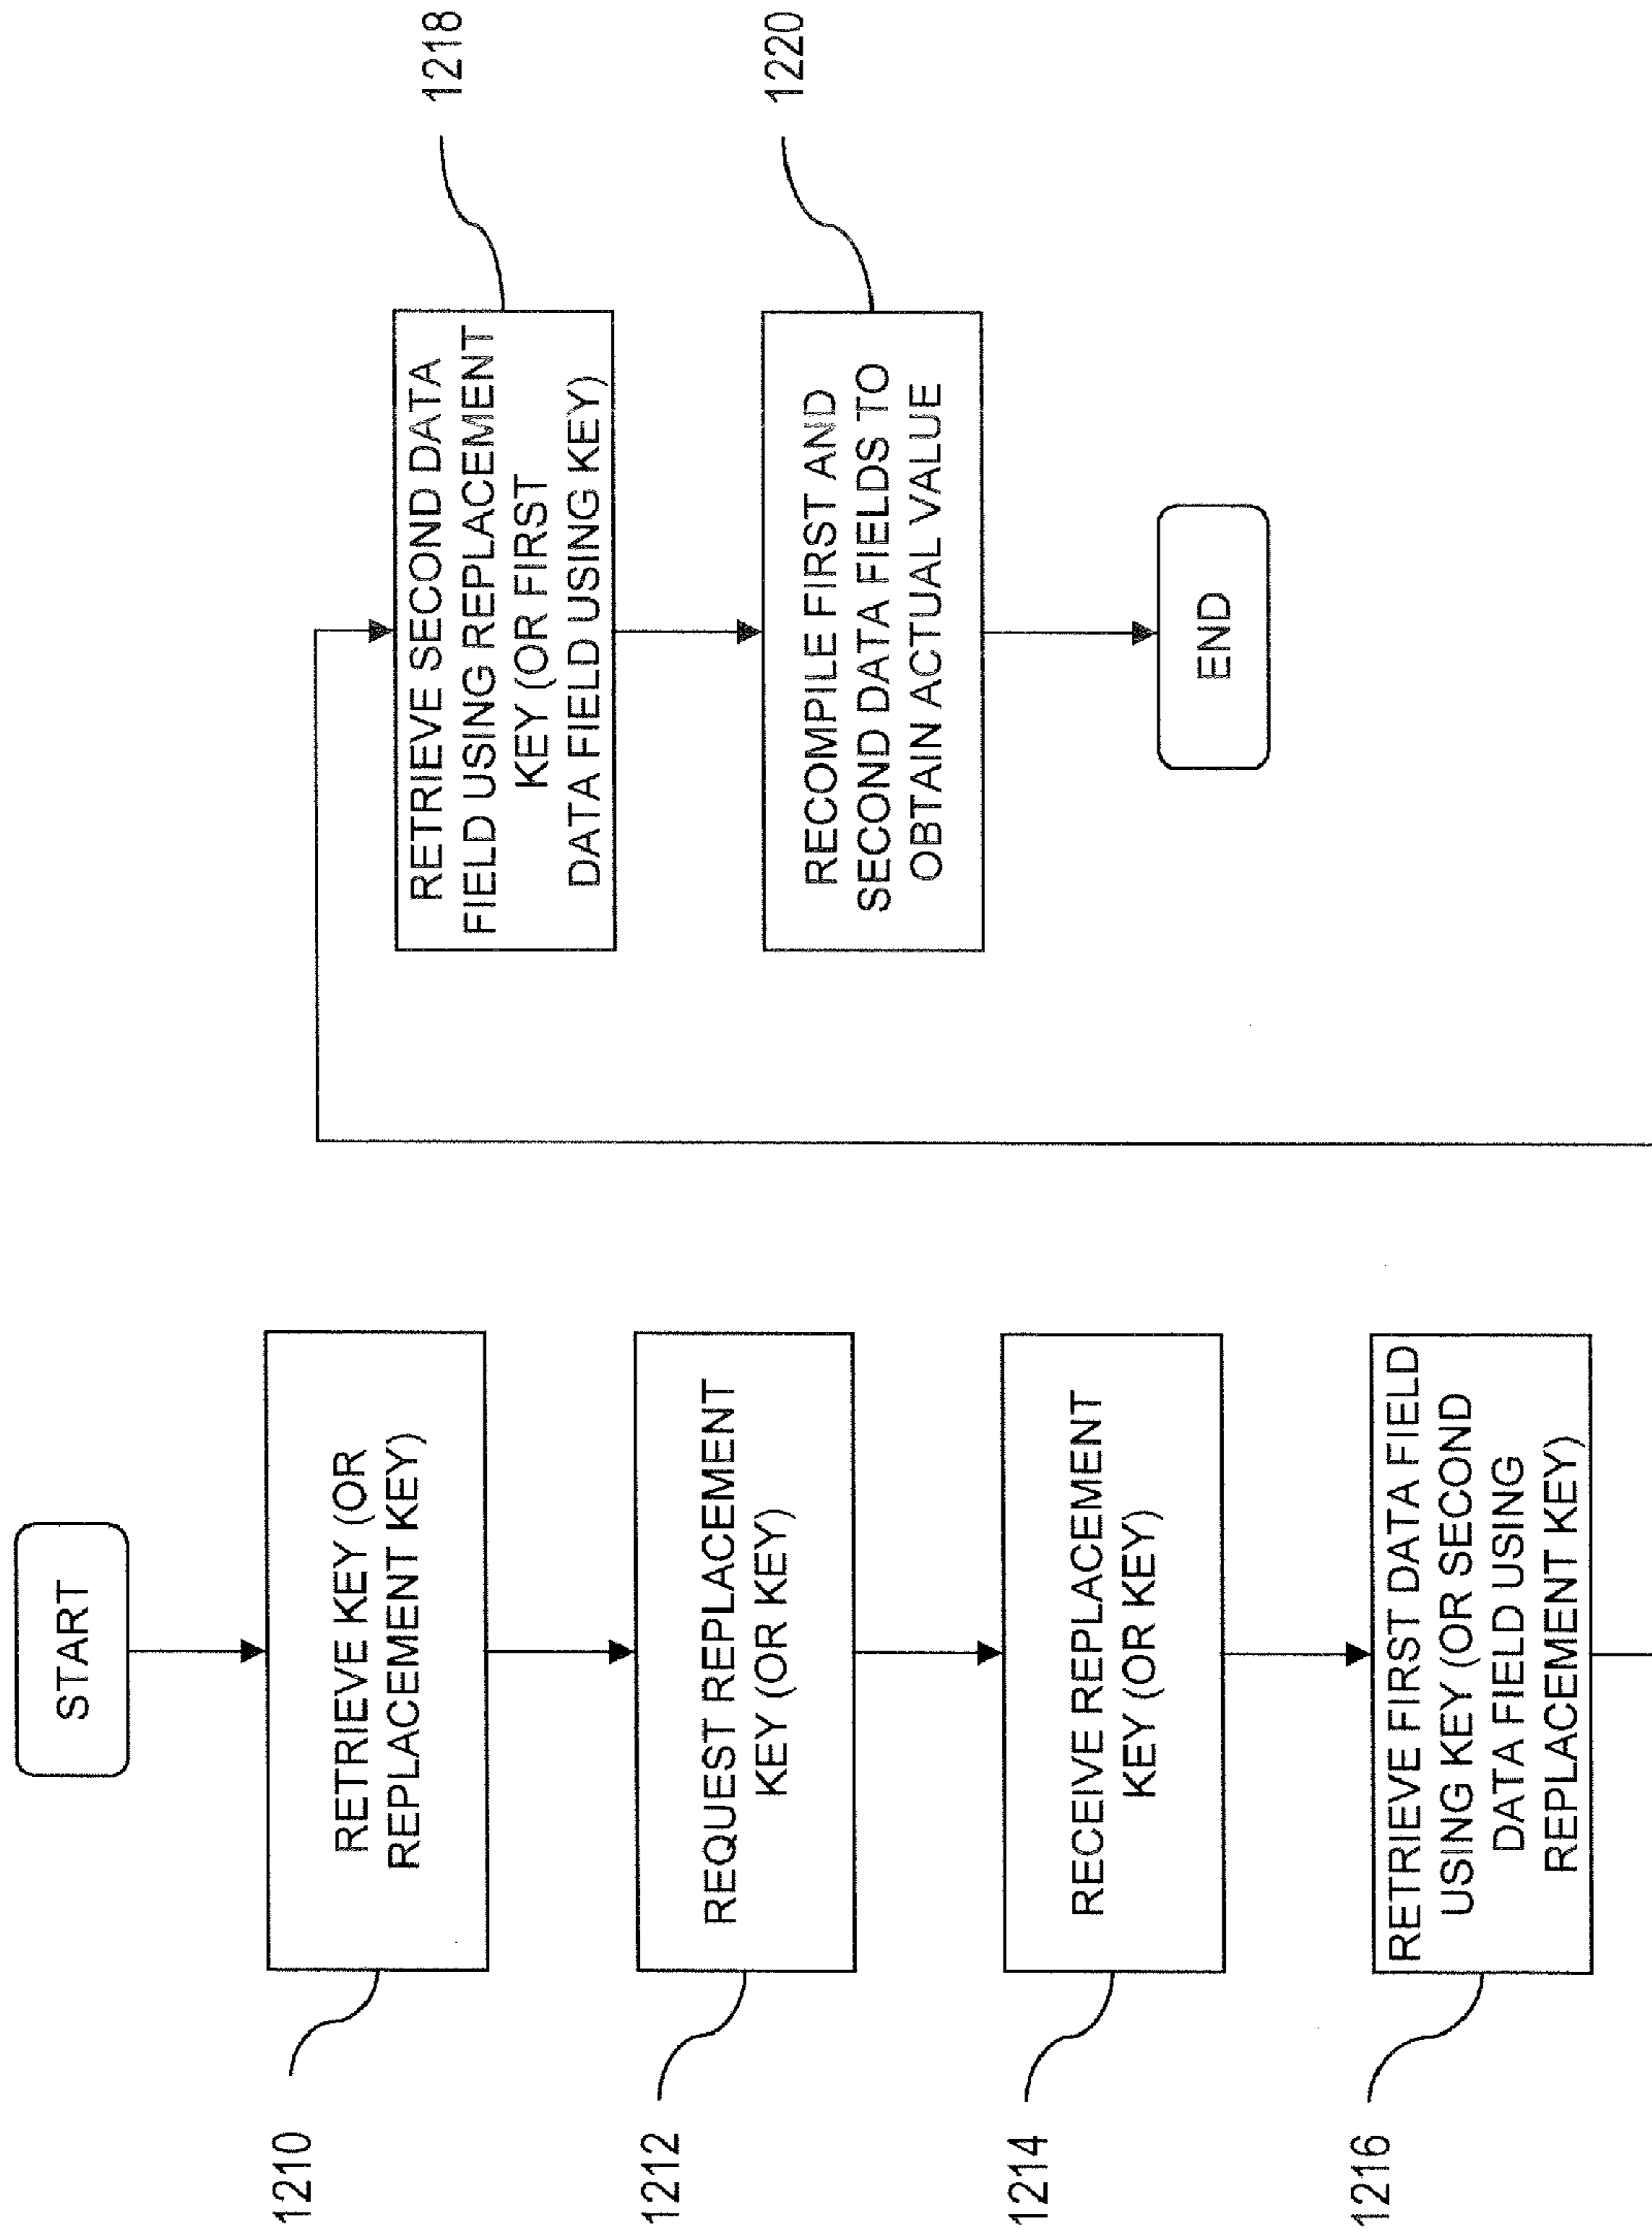 START
1210
RETRIEVE KEY (OR
REPLACEMENT KEY)
1212
REQUEST REPLACEMENT
KEY (OR KEY)
1214
RECEIVE REPLACEMENT
KEY (OR KEY)
1216
RETRIEVE FIRST DATA FIELD
USING KEY (OR SECOND
DATA FIELD USING
REPLACEMENT KEY)
1218
RETRIEVE SECOND DATA
FIELD USING REPLACEMENT
KEY (OR FIRST
DATA FIELD USING KEY)
1220
RECOMPILE FIRST AND
SECOND DATA FIELDS TO
OBTAIN ACTUAL VALUE
END